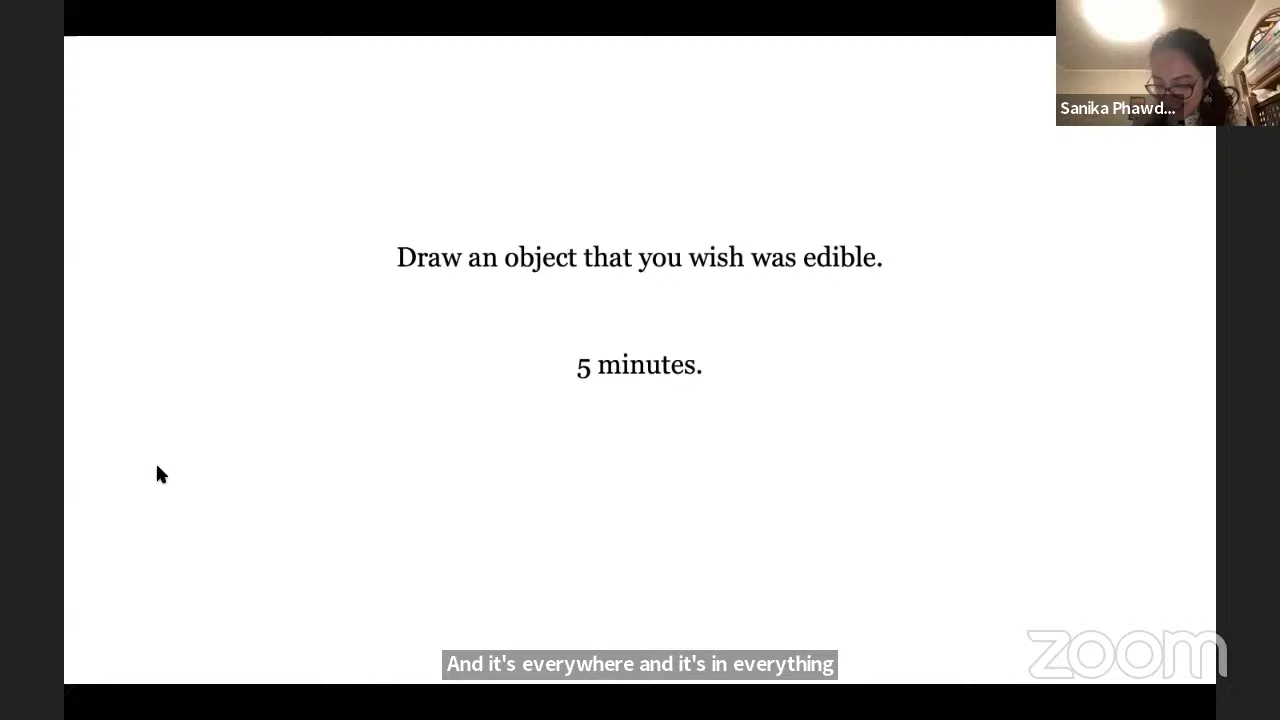 Sanika Phawd...
Draw an object that you wish was edible.
5 minutes.
And it's everywhere and it's in everything
zoom